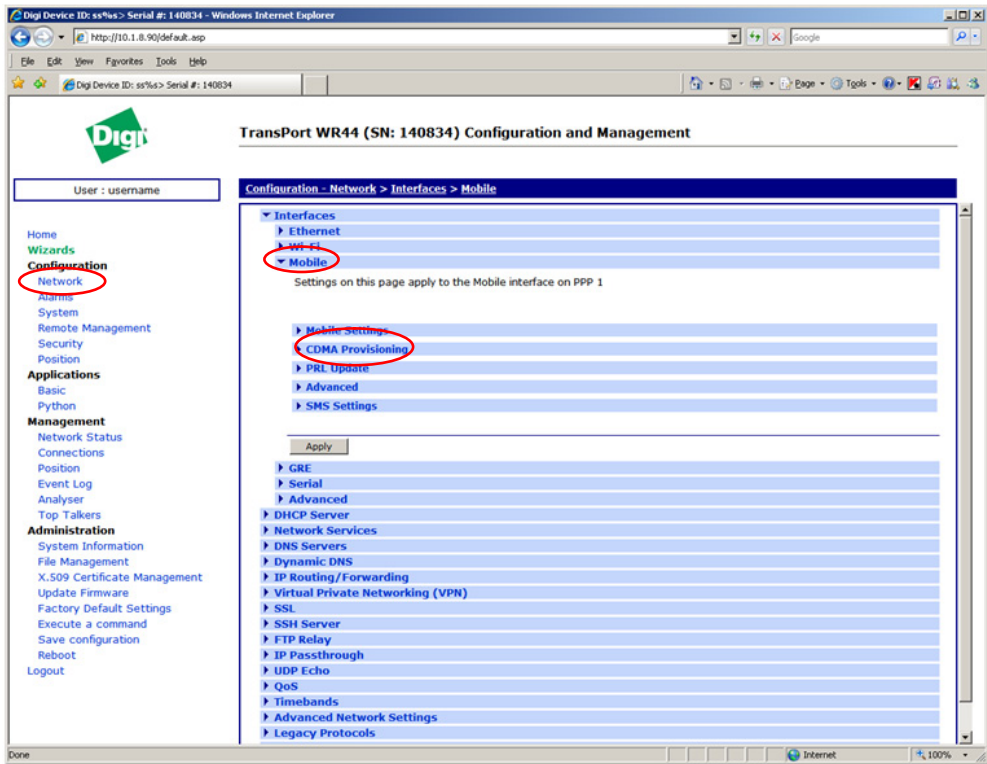 Digi Device ID: ss%s> Serial #: 140834 - Windows Internet Explorer
http://10.1.8.90/default.asp
Google
File Edit View Favorites Tools Help
Digi Device ID: ss%s> Serial #: 140834
Page Tools
Digi
TransPort WR44 (SN: 140834) Configuration and Management
User : username
Configuration - Network > Interfaces > Mobile
Home
Wizards
Configuration
Network
Alarms
System
Remote Management
Security
Position
Applications
Basic
Python
Management
Network Status
Connections
Position
Event Log
Analyser
Top Talkers
Administration
System Information
File Management
X.509 Certificate Management
Update Firmware
Factory Default Settings
Execute a command
Save configuration
Reboot
Logout
Interfaces
Ethernet
Wi-Fi
Mobile
Settings on this page apply to the Mobile interface on PPP 1
Mobile Settings
CDMA Provisioning
PRL Update
Advanced
SMS Settings
Apply
GRE
Serial
Advanced
DHCP Server
Network Services
DNS Servers
Dynamic DNS
IP Routing/Forwarding
Virtual Private Networking (VPN)
SSL
SSH Server
FTP Relay
IP Passthrough
UDP Echo
QoS
Timebands
Advanced Network Settings
Legacy Protocols
Done
Internet
100%